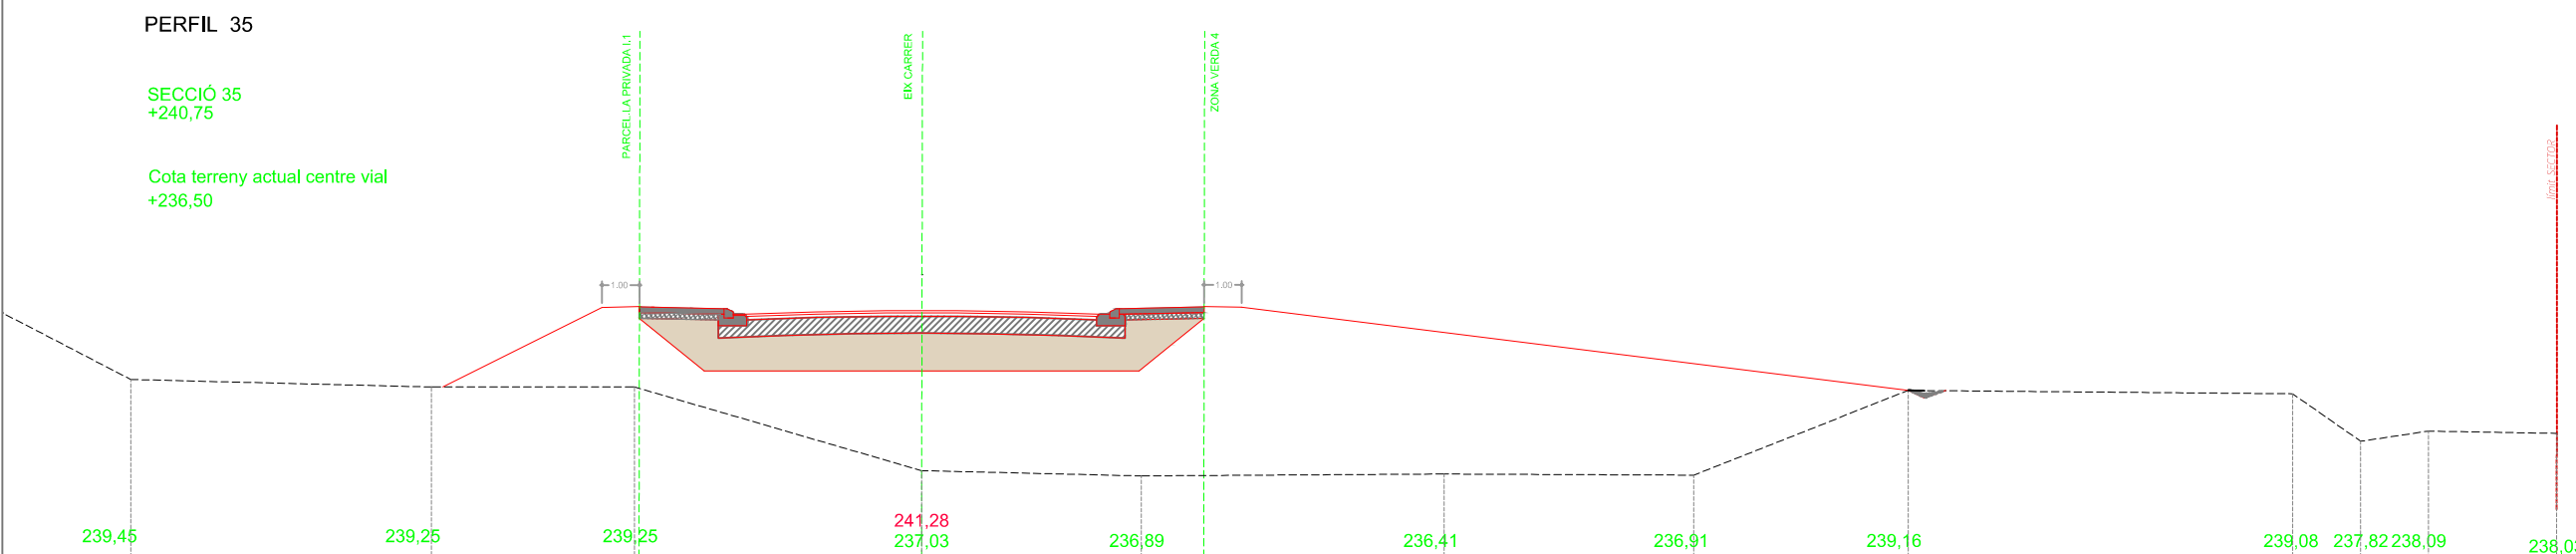 PERFIL 35
PARCEL.LA PRIVADA I.1
EIX CARRER
ZONA VERDA 4
SECCIÓ 35
+240,75
Cota terreny actual centre vial
+236,50
límit SECTOR
1.00
1.00
241,28
239,45
239,25
239,25
237,03
236,89
236,41
236,91
239,16
239,08
237,82
238,09